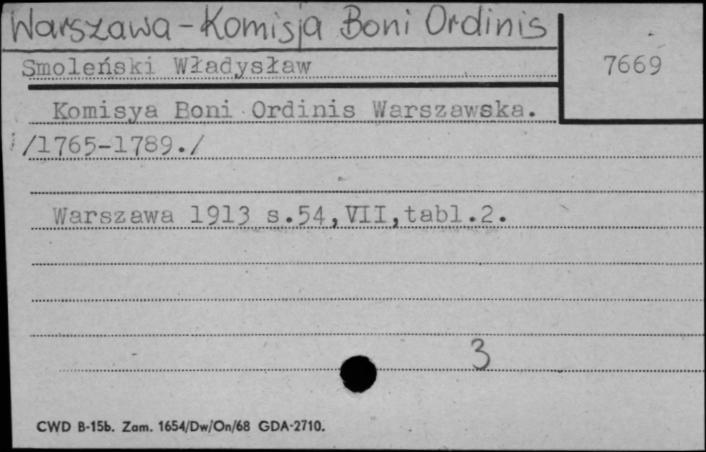 Warszawa - Komisja Boni Ordinis
Smoleński Władysław
7669
Komisya Boni Ordinis Warszawska.
/1765-1789./
Warszawa 1913 s.54,VII,tabl.2.
3
CWD B-15b. Zam. 1654/Dw/On/68 GDA-2710.